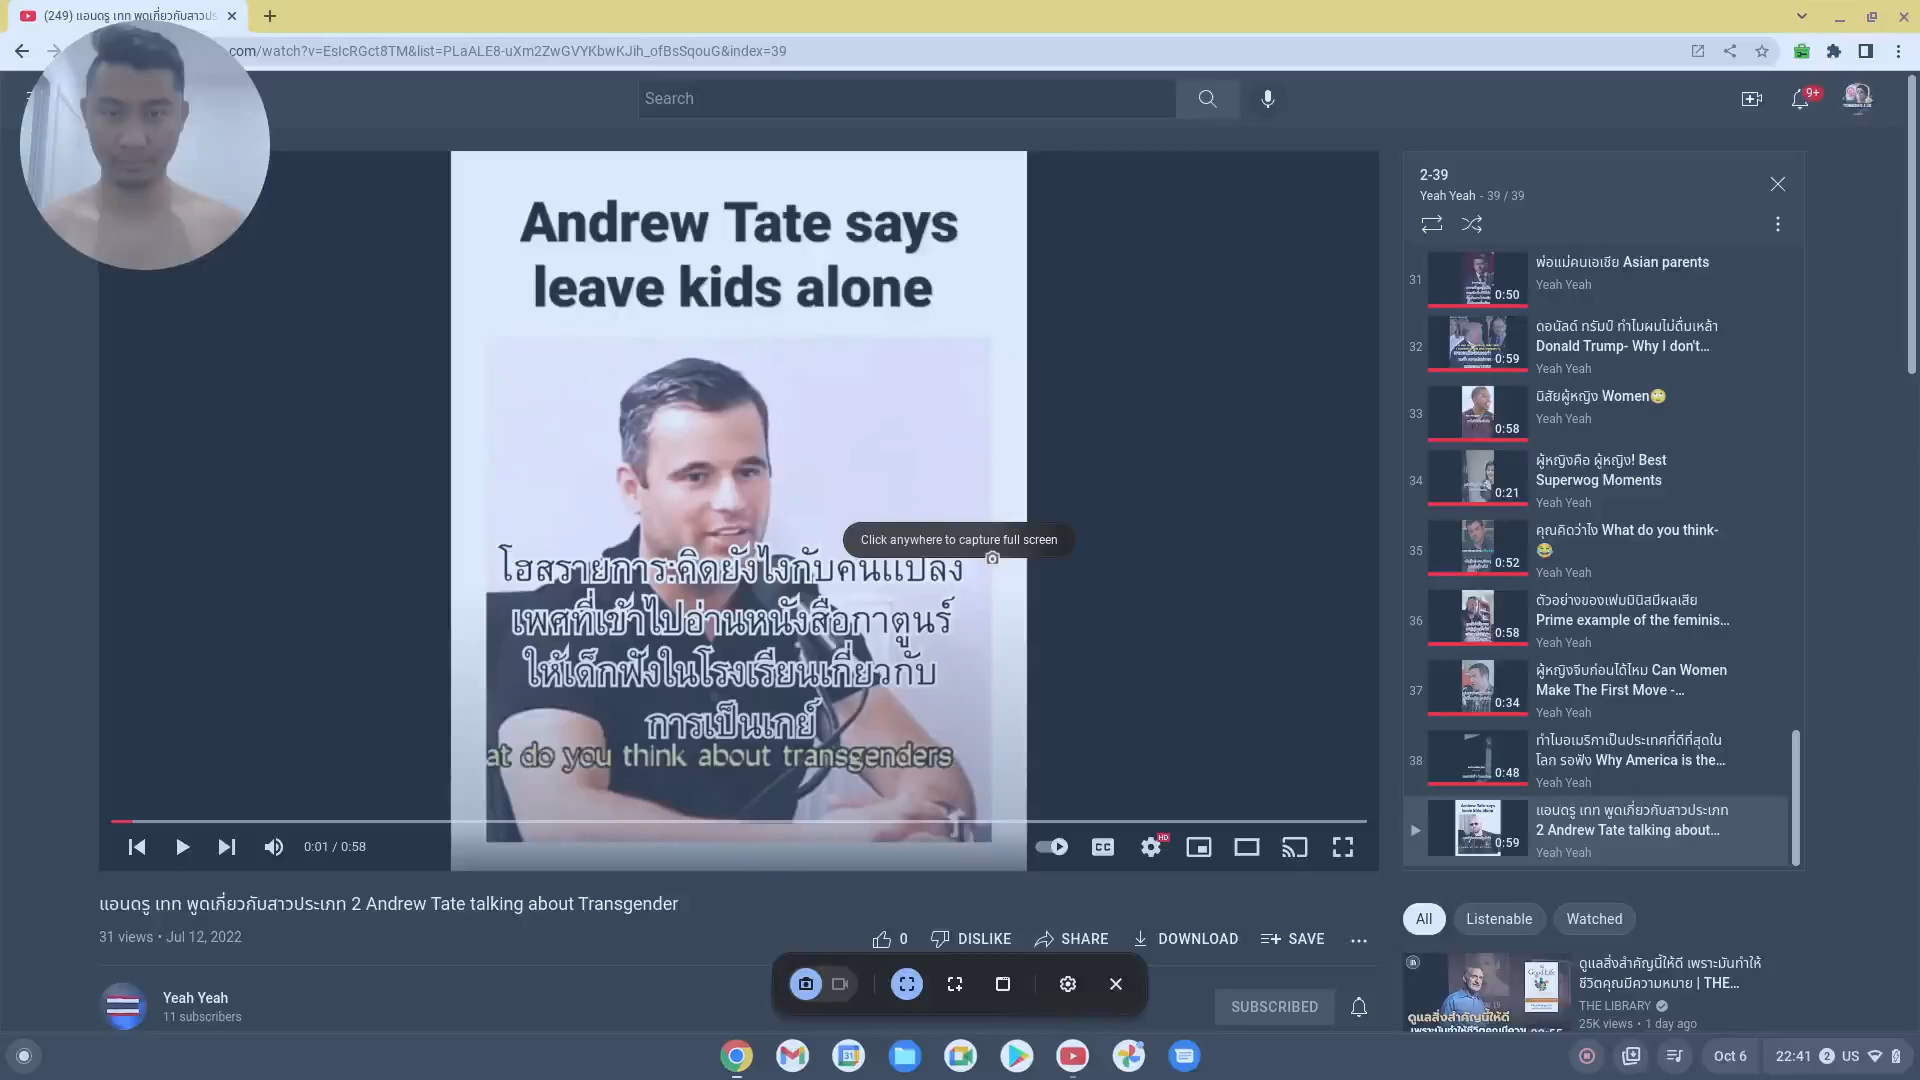 (249) แอนดรู เทท พูดเกี่ยวกับสาวปร
com/watch?v=EsIcRGct8TM&list=PLaALE8-uXm2ZwGVYKbwKJih_ofBsSqouG&index=39
Search
9+
Andrew Tate says
leave kids alone
โฮสรายการ:คิดยังไงกับคนแปลง
เพศที่เข้าไปอ่านหนังสือกาตูนร์
ให้เด็กฟังในโรงเรียนเกี่ยวกับ
การเป็นเกย์
at do you think about transgenders
Click anywhere to capture full screen
0:01 / 0:58
CC
HD
แอนดรู เทท พูดเกี่ยวกับสาวประเภท 2 Andrew Tate talking about Transgender
31 views • Jul 12, 2022
0
DISLIKE
SHARE
DOWNLOAD
SAVE
Yeah Yeah
11 subscribers
SUBSCRIBED
2-39
Yeah Yeah - 39 / 39
31
0:50
พ่อแม่คนเอเชีย Asian parents
Yeah Yeah
32
0:59
ดอนัลด์ ทรัมป์ ทำไมผมไม่ดื่มเหล้า
Donald Trump- Why I don't...
Yeah Yeah
33
0:58
นิสัยผู้หญิง Women🙄
Yeah Yeah
34
0:21
ผู้หญิงคือ ผู้หญิง! Best
Superwog Moments
Yeah Yeah
35
0:52
คุณคิดว่าไง What do you think-
😂
Yeah Yeah
36
0:58
ตัวอย่างของเฟมมินิสมีผลเสีย
Prime example of the feminis...
Yeah Yeah
37
0:34
ผู้หญิงจีบก่อนได้ไหม Can Women
Make The First Move -...
Yeah Yeah
38
0:48
ทำไมอเมริกาเป็นประเทศที่ดีที่สุดใน
โลก รอฟัง Why America is the...
Yeah Yeah
Andrew Tate says
leave kids alone
0:59
แอนดรู เทท พูดเกี่ยวกับสาวประเภท
2 Andrew Tate talking about...
Yeah Yeah
All
Listenable
Watched
ดูแลสิ่งสำคัญนี้ให้ดี
ดูแลสิ่งสำคัญนี้ให้ดี เพราะมันทำให้
ชีวิตคุณมีความหมาย | THE...
THE LIBRARY
25K views • 1 day ago
31
Oct 6
22:41
2
US